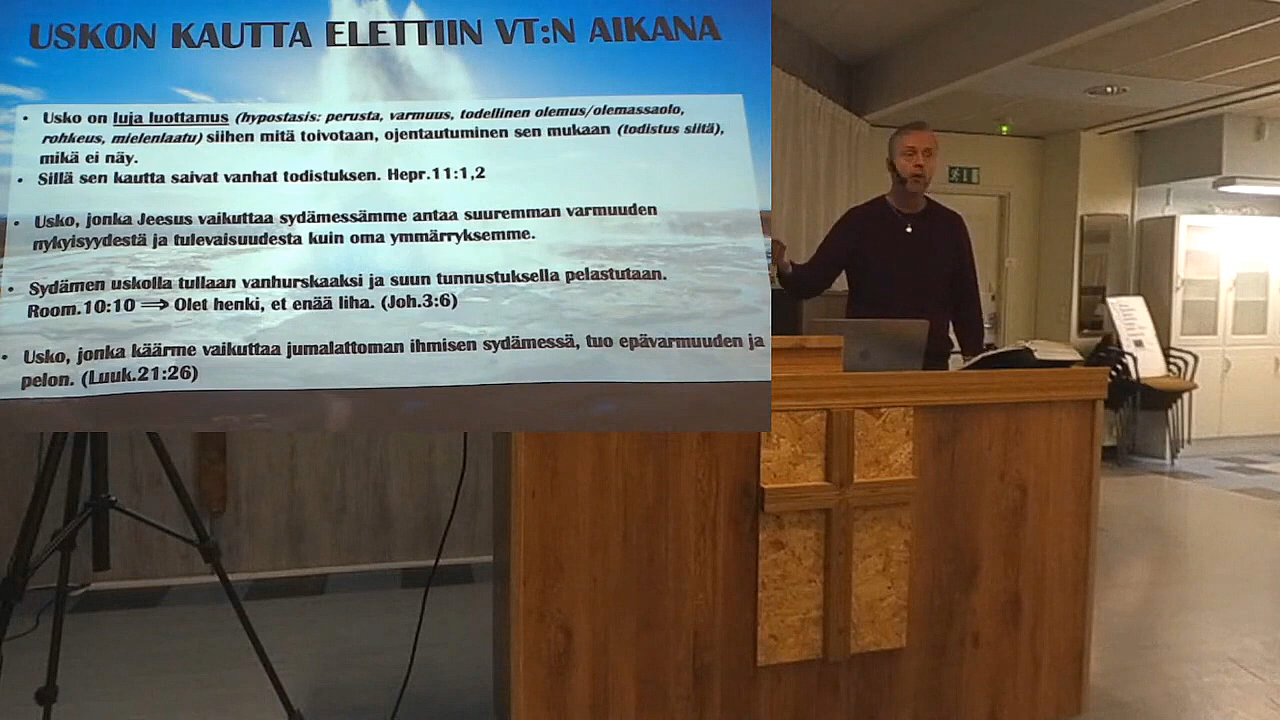 USKON KAUTTA ELETTIIN VT:N AIKANA
• Usko on luja luottamus (hypostasis: perusta, varmuus, todellinen olemus/olemassaolo,
rohkeus, mielenlaatu) siihen mitä toivotaan, ojentautuminen sen mukaan (todistus siitä),
mikä ei näy.
• Sillä sen kautta saivat vanhat todistuksen. Hepr.11:1,2
• Usko, jonka Jeesus vaikuttaa sydämessämme antaa suuremman varmuuden
nykyisyydestä ja tulevaisuudesta kuin oma ymmärryksemme.
• Sydämen uskolla tullaan vanhurskaaksi ja suun tunnustuksella pelastutaan.
Room.10:10 ⟹ Olet henki, et enää liha. (Joh.3:6)
• Usko, jonka käärme vaikuttaa jumalattoman ihmisen sydämessä, tuo epävarmuuden ja
pelon. (Luuk.21:26)